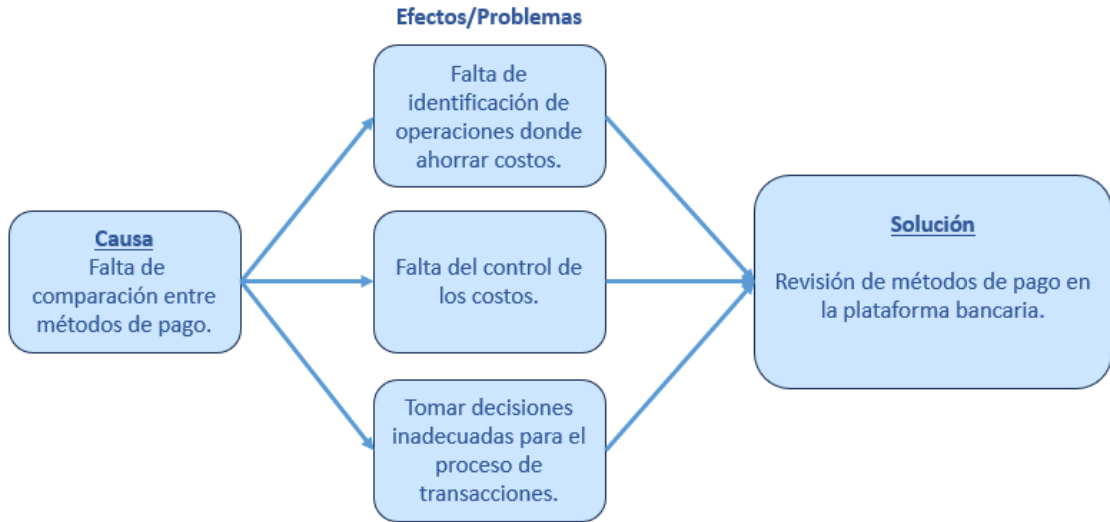 Efectos/Problemas
Falta de
identificación de
operaciones donde
ahorrar costos.
Causa
Falta de
comparación entre
métodos de pago.
Falta del control de
los costos.
Tomar decisiones
inadecuadas para el
proceso de
transacciones.
Solución
Revisión de métodos de pago en
la plataforma bancaria.